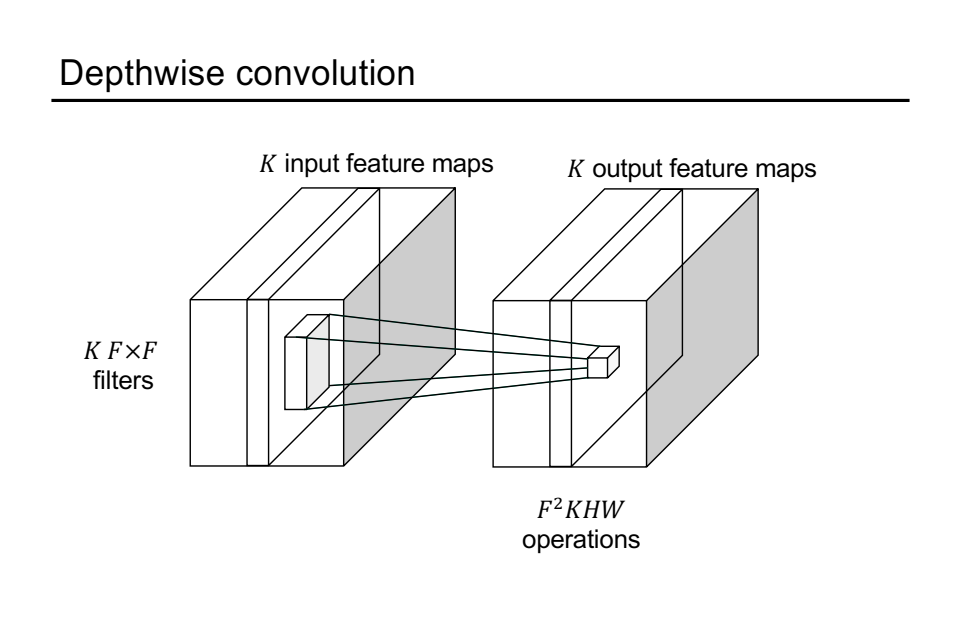 Depthwise convolution
K input feature maps
K output feature maps
K F×F
filters
F²KHW
operations